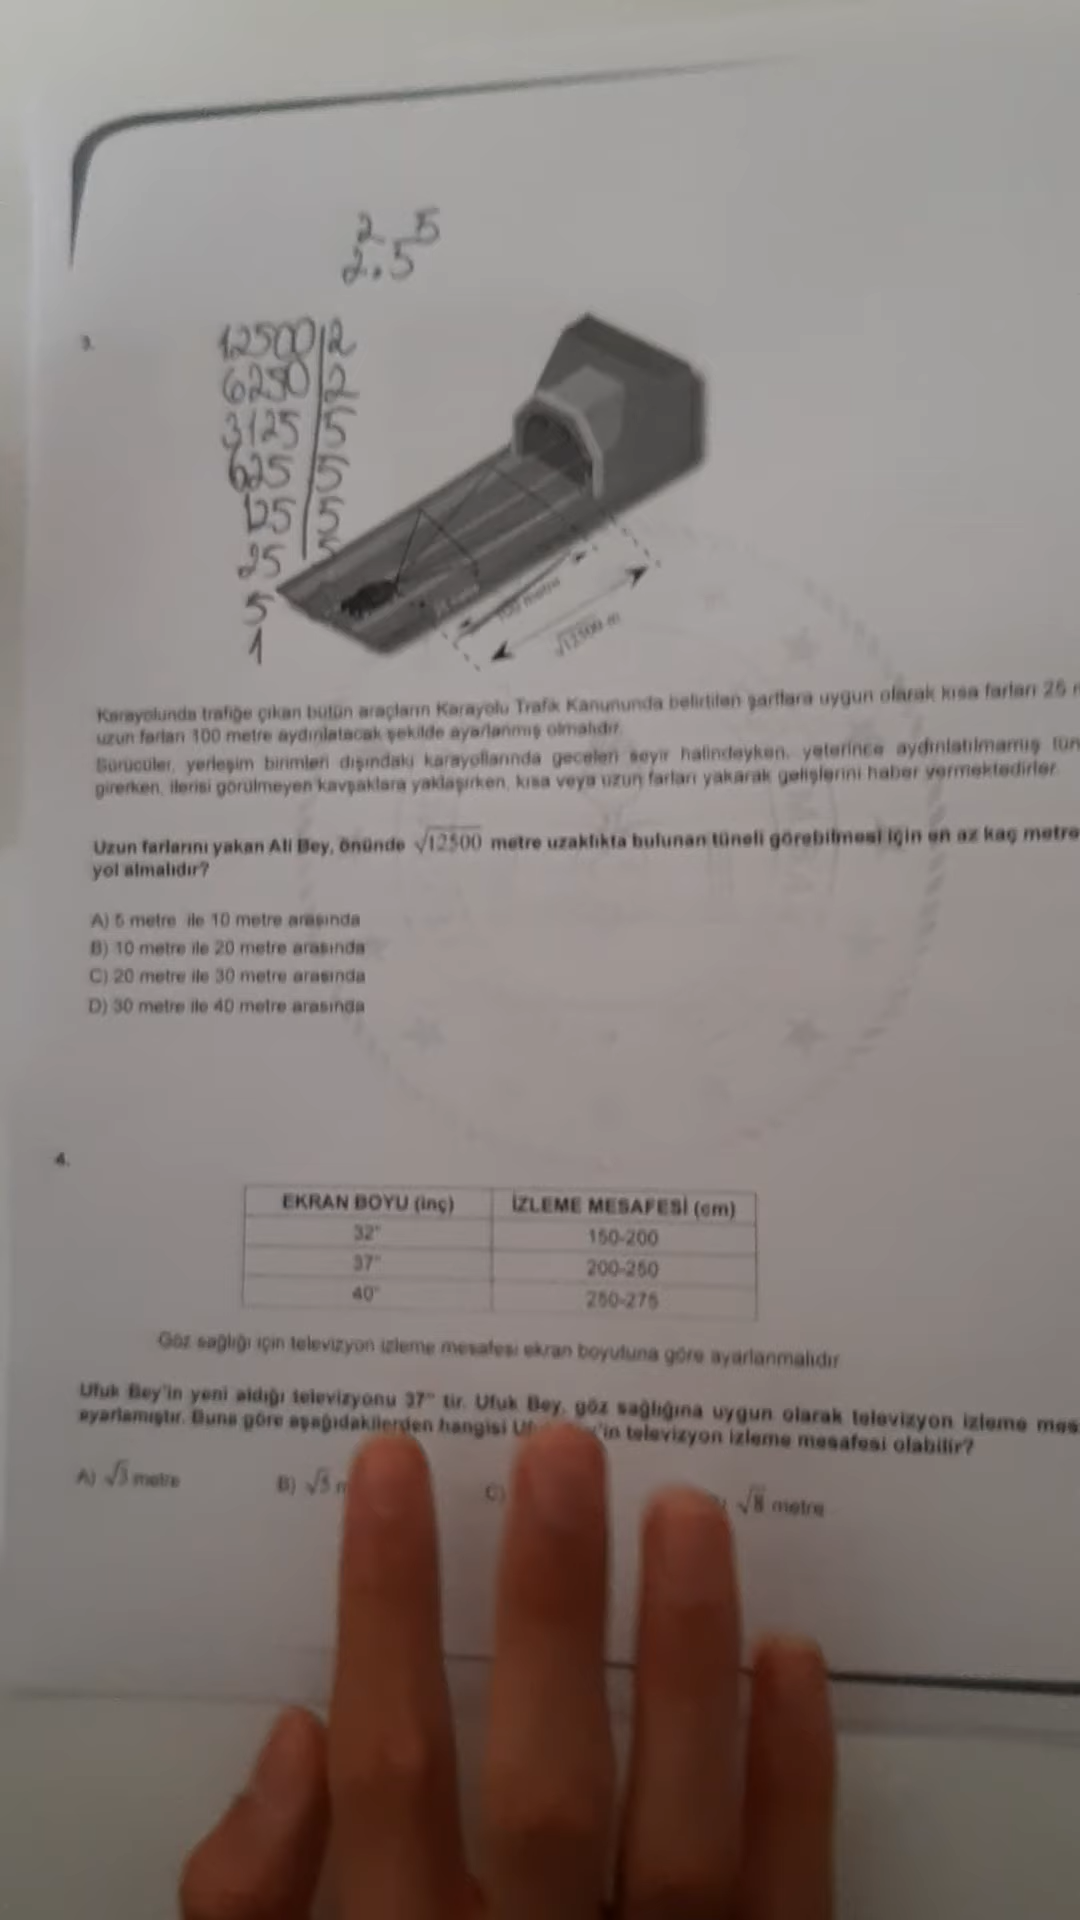 2 5
2.5
3.
12500 2
6250 2
3125 5
625 5
125 5
25 5
5
1
100 metre
√12500 m
Karayolunda trafiğe çıkan bütün araçların Karayolu Trafik Kanununda belirtilen şartlara uygun olarak kısa farları 25
uzun farları 100 metre aydınlatacak şekilde ayarlanmış olmalıdır.
Sürücüler, yerleşim birimleri dışındaki karayollarında geceleri seyir halindeyken, yeterince aydınlatılmamış tün
girerken, ilerisi görülmeyen kavşaklara yaklaşırken, kısa veya uzun farları yakarak gelişlerini haber vermektedirler.
Uzun farlarını yakan Ali Bey, önünde √12500 metre uzaklıkta bulunan tüneli görebilmesi için en az kaç metre
yol almalıdır?
A) 5 metre ile 10 metre arasında
B) 10 metre ile 20 metre arasında
C) 20 metre ile 30 metre arasında
D) 30 metre ile 40 metre arasında
4.
EKRAN BOYU (inç) İZLEME MESAFESİ (cm)
32" 150-200
37" 200-250
40" 250-275
Göz sağlığı için televizyon izleme mesafesi ekran boyutuna göre ayarlanmalıdır
Ufuk Bey'in yeni aldığı televizyonu 37" tir. Ufuk Bey, göz sağlığına uygun olarak televizyon izleme mes
ayarlamıştır. Buna göre aşağıdakilerden hangisi Uf 'in televizyon izleme mesafesi olabilir?
A) √3 metre B) √5 m C) √8 metre